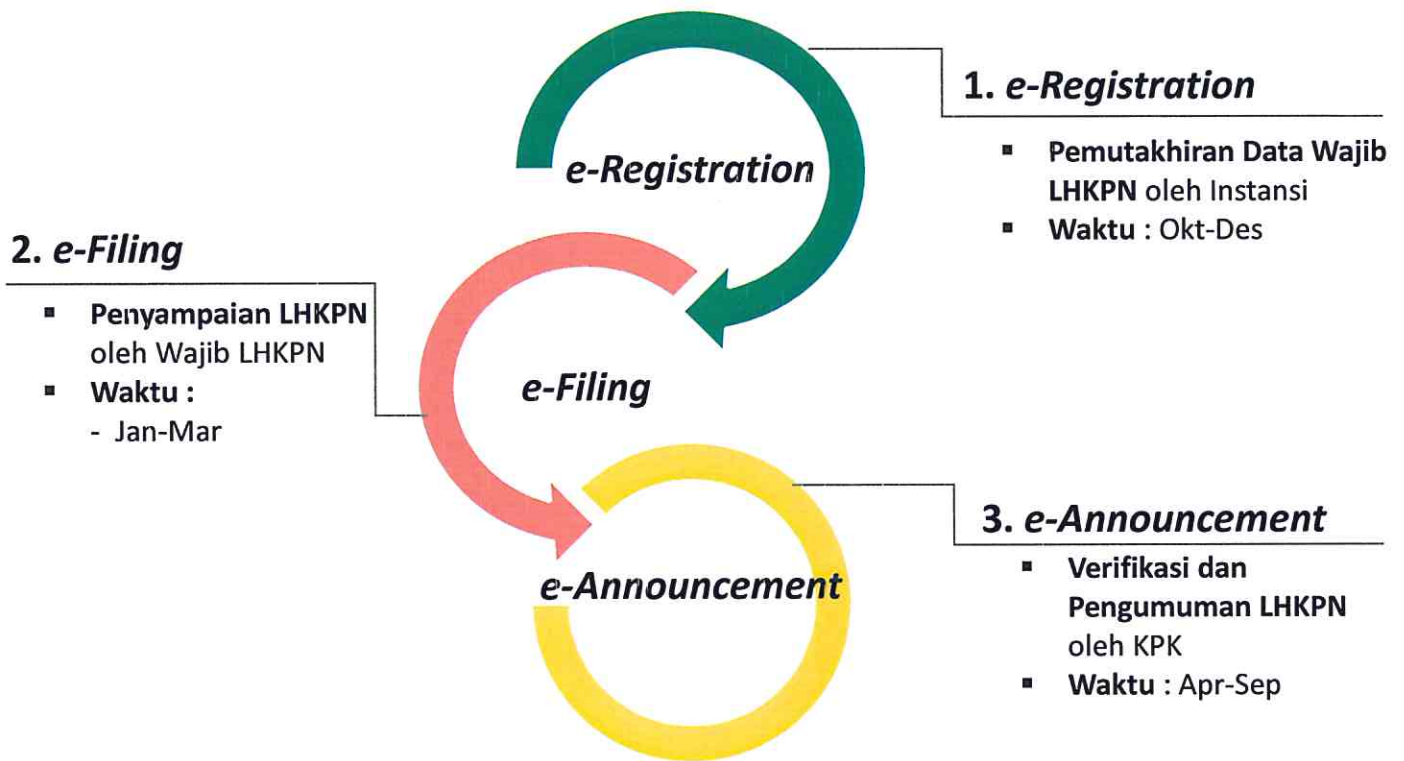 1. e-Registration
▪ Pemutakhiran Data Wajib
LHKPN oleh Instansi
▪ Waktu : Okt-Des
e-Registration
2. e-Filing
▪ Penyampaian LHKPN
oleh Wajib LHKPN
▪ Waktu :
- Jan-Mar
e-Filing
3. e-Announcement
▪ Verifikasi dan
Pengumuman LHKPN
oleh KPK
▪ Waktu : Apr-Sep
e-Announcement